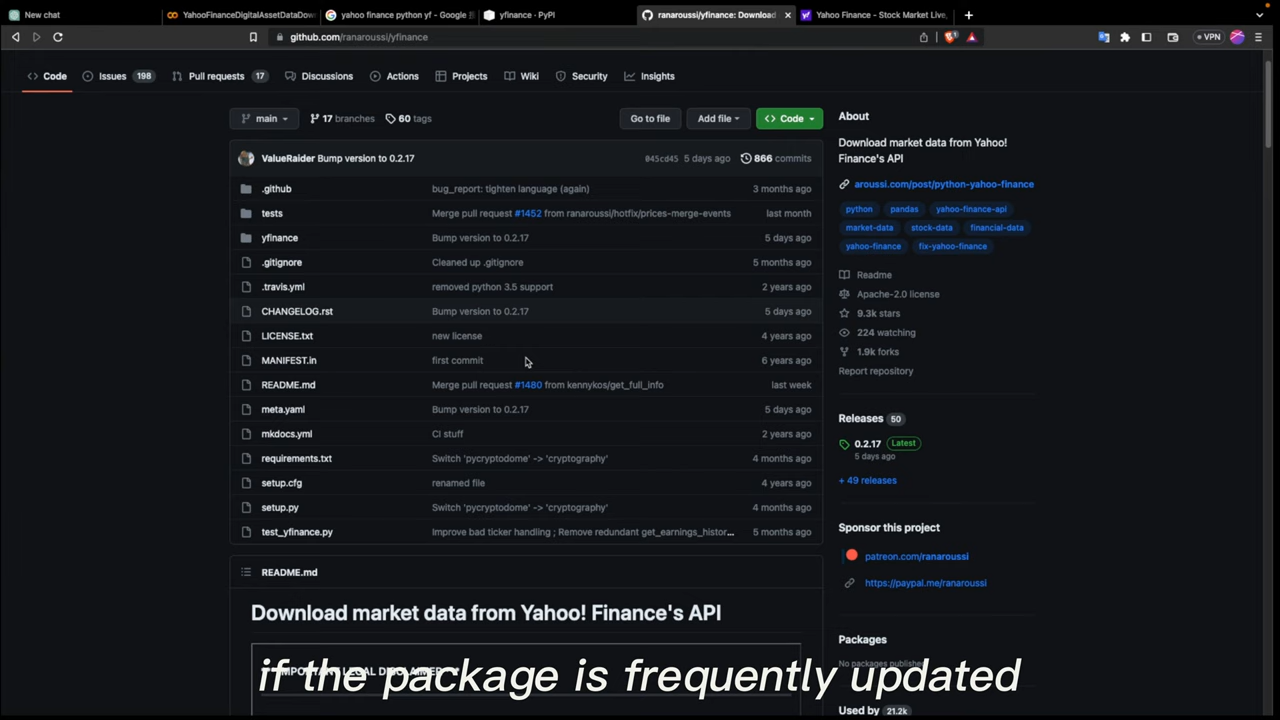 New chat
YahooFinanceDigitalAssetDataDow
yahoo finance python yf - Google
yfinance · PyPI
ranaroussi/yfinance: Download
Yahoo Finance - Stock Market Live,
github.com/ranaroussi/yfinance
VPN
Code
Issues 198
Pull requests 17
Discussions
Actions
Projects
Wiki
Security
Insights
main
17 branches
60 tags
Go to file
Add file
Code
ValueRaider Bump version to 0.2.17 #45cd45 5 days ago 866 commits
.github bug_report: tighten language (again) 3 months ago
tests Merge pull request #1452 from ranaroussi/hotfix/prices-merge-events last month
yfinance Bump version to 0.2.17 5 days ago
.gitignore Cleaned up .gitignore 5 months ago
.travis.yml removed python 3.5 support 2 years ago
CHANGELOG.rst Bump version to 0.2.17 5 days ago
LICENSE.txt new license 4 years ago
MANIFEST.in first commit 6 years ago
README.md Merge pull request #1480 from kennykos/get_full_info last week
meta.yaml Bump version to 0.2.17 5 days ago
mkdocs.yml CI stuff 2 years ago
requirements.txt Switch 'pycryptodome' -> 'cryptography' 4 months ago
setup.cfg renamed file 4 years ago
setup.py Switch 'pycryptodome' -> 'cryptography' 4 months ago
test_yfinance.py Improve bad ticker handling ; Remove redundant get_earnings_histor... 5 months ago
README.md
Download market data from Yahoo! Finance's API
if the package is frequently updated
About
Download market data from Yahoo!
Finance's API
aroussi.com/post/python-yahoo-finance
python pandas yahoo-finance-api
market-data stock-data financial-data
yahoo-finance fix-yahoo-finance
Readme
Apache-2.0 license
9.3k stars
224 watching
1.9k forks
Report repository
Releases 50
0.2.17 Latest
5 days ago
+ 49 releases
Sponsor this project
patreon.com/ranaroussi
https://paypal.me/ranaroussi
Packages
No packages published
Used by 21.2k